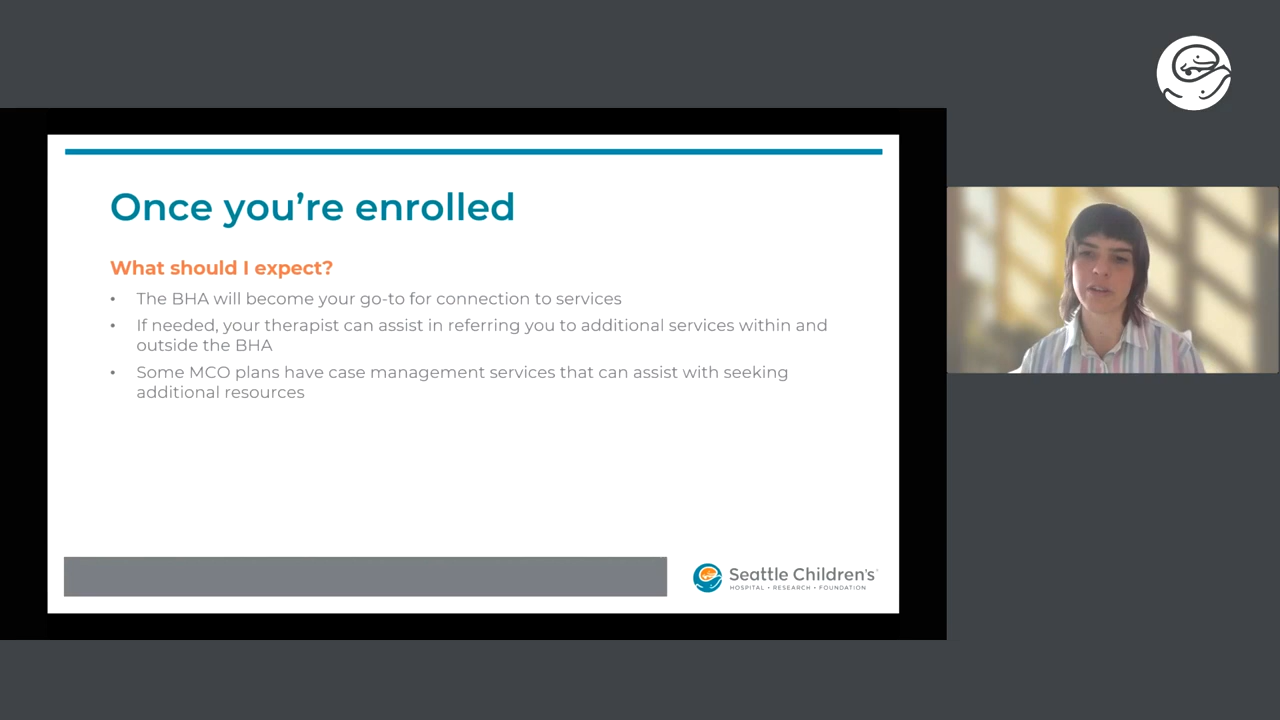 Once you’re enrolled
What should I expect?
• The BHA will become your go-to for connection to services
• If needed, your therapist can assist in referring you to additional services within and
outside the BHA
• Some MCO plans have case management services that can assist with seeking
additional resources
Seattle Children's
HOSPITAL • RESEARCH • FOUNDATION